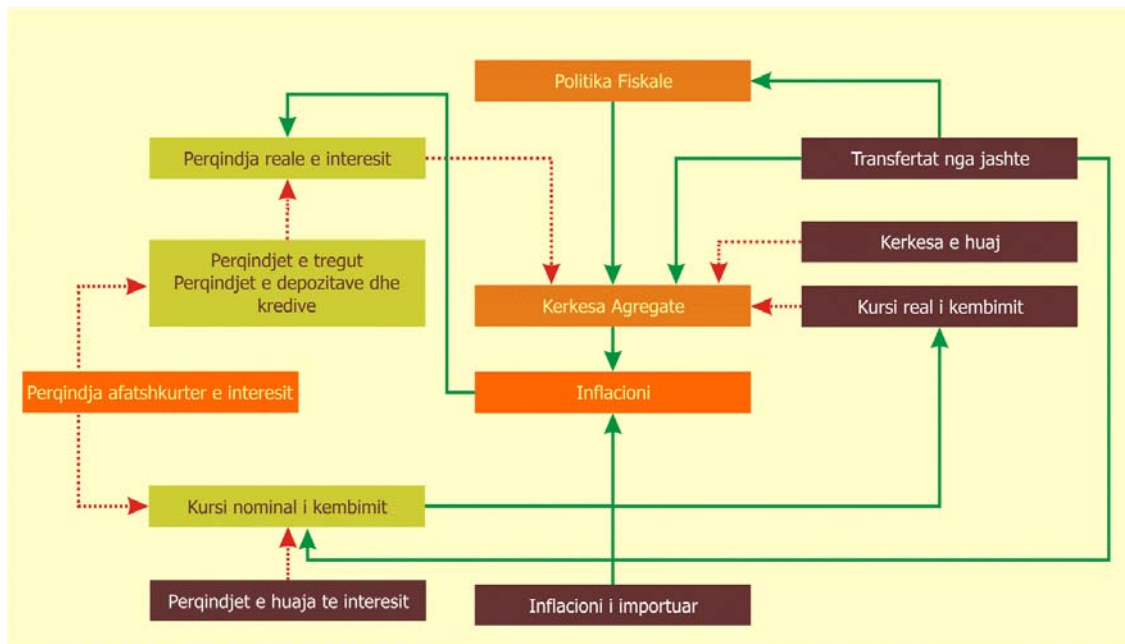 Politika Fiskale
Perqindja reale e interesit
Transfertat nga jashte
Kerkesa e huaj
Perqindjet e tregut
Perqindjet e depozitave dhe
kredive
Kerkesa Agregate
Kursi real i kembimit
Perqindja afatshkurter e interesit
Inflacioni
Kursi nominal i kembimit
Perqindjet e huaja te interesit
Inflacioni i importuar